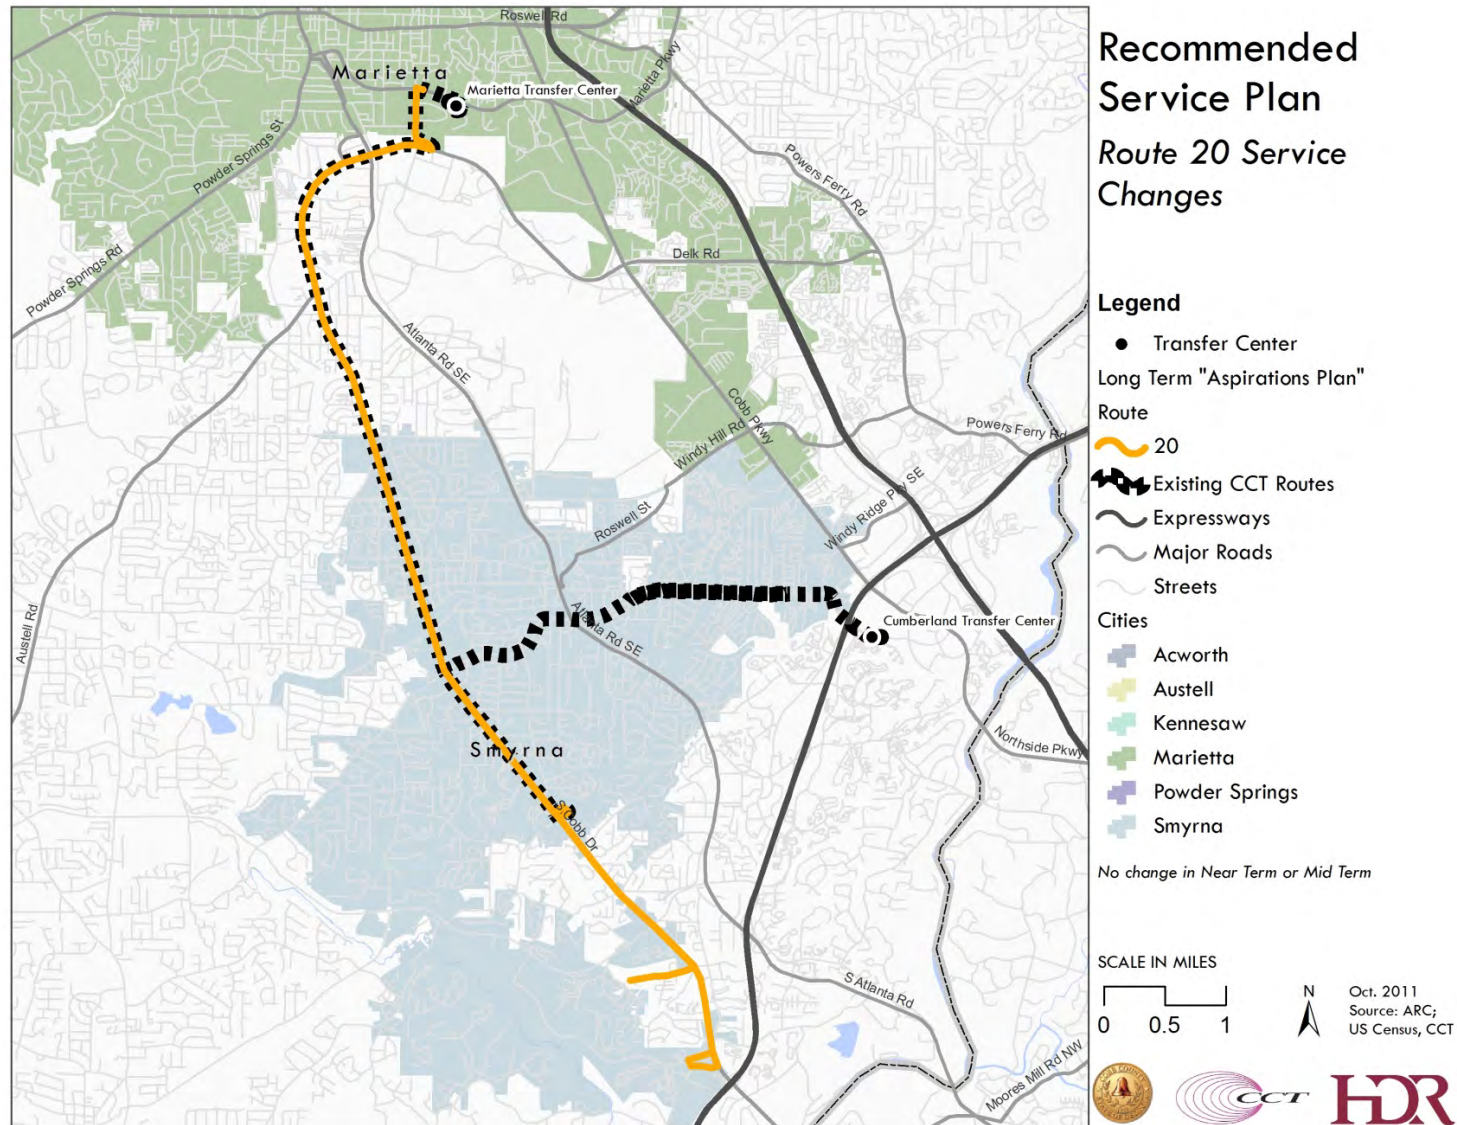 Recommended
Service Plan
Route 20 Service
Changes
Legend
Transfer Center
Long Term "Aspirations Plan"
Route
20
Existing CCT Routes
Expressways
Major Roads
Streets
Cities
Acworth
Austell
Kennesaw
Marietta
Powder Springs
Smyrna
No change in Near Term or Mid Term
SCALE IN MILES
0 0.5 1
N
Oct. 2011
Source: ARC;
US Census, CCT
CCT
HDR
Roswell Rd
Marietta
Marietta Transfer Center
Marietta Pkwy
Powder Springs St
Powers Ferry Rd
Powder Springs Rd
Delk Rd
Atlanta Rd SE
Cobb Pkwy
Windy Hill Rd
Powers Ferry Rd
Windy Ridge Pky SE
Roswell St
Austell Rd
Atlanta Rd SE
Cumberland Transfer Center
Northside Pkwy
Smyrna
S Cobb Dr
S Atlanta Rd
Moores Mill Rd NW